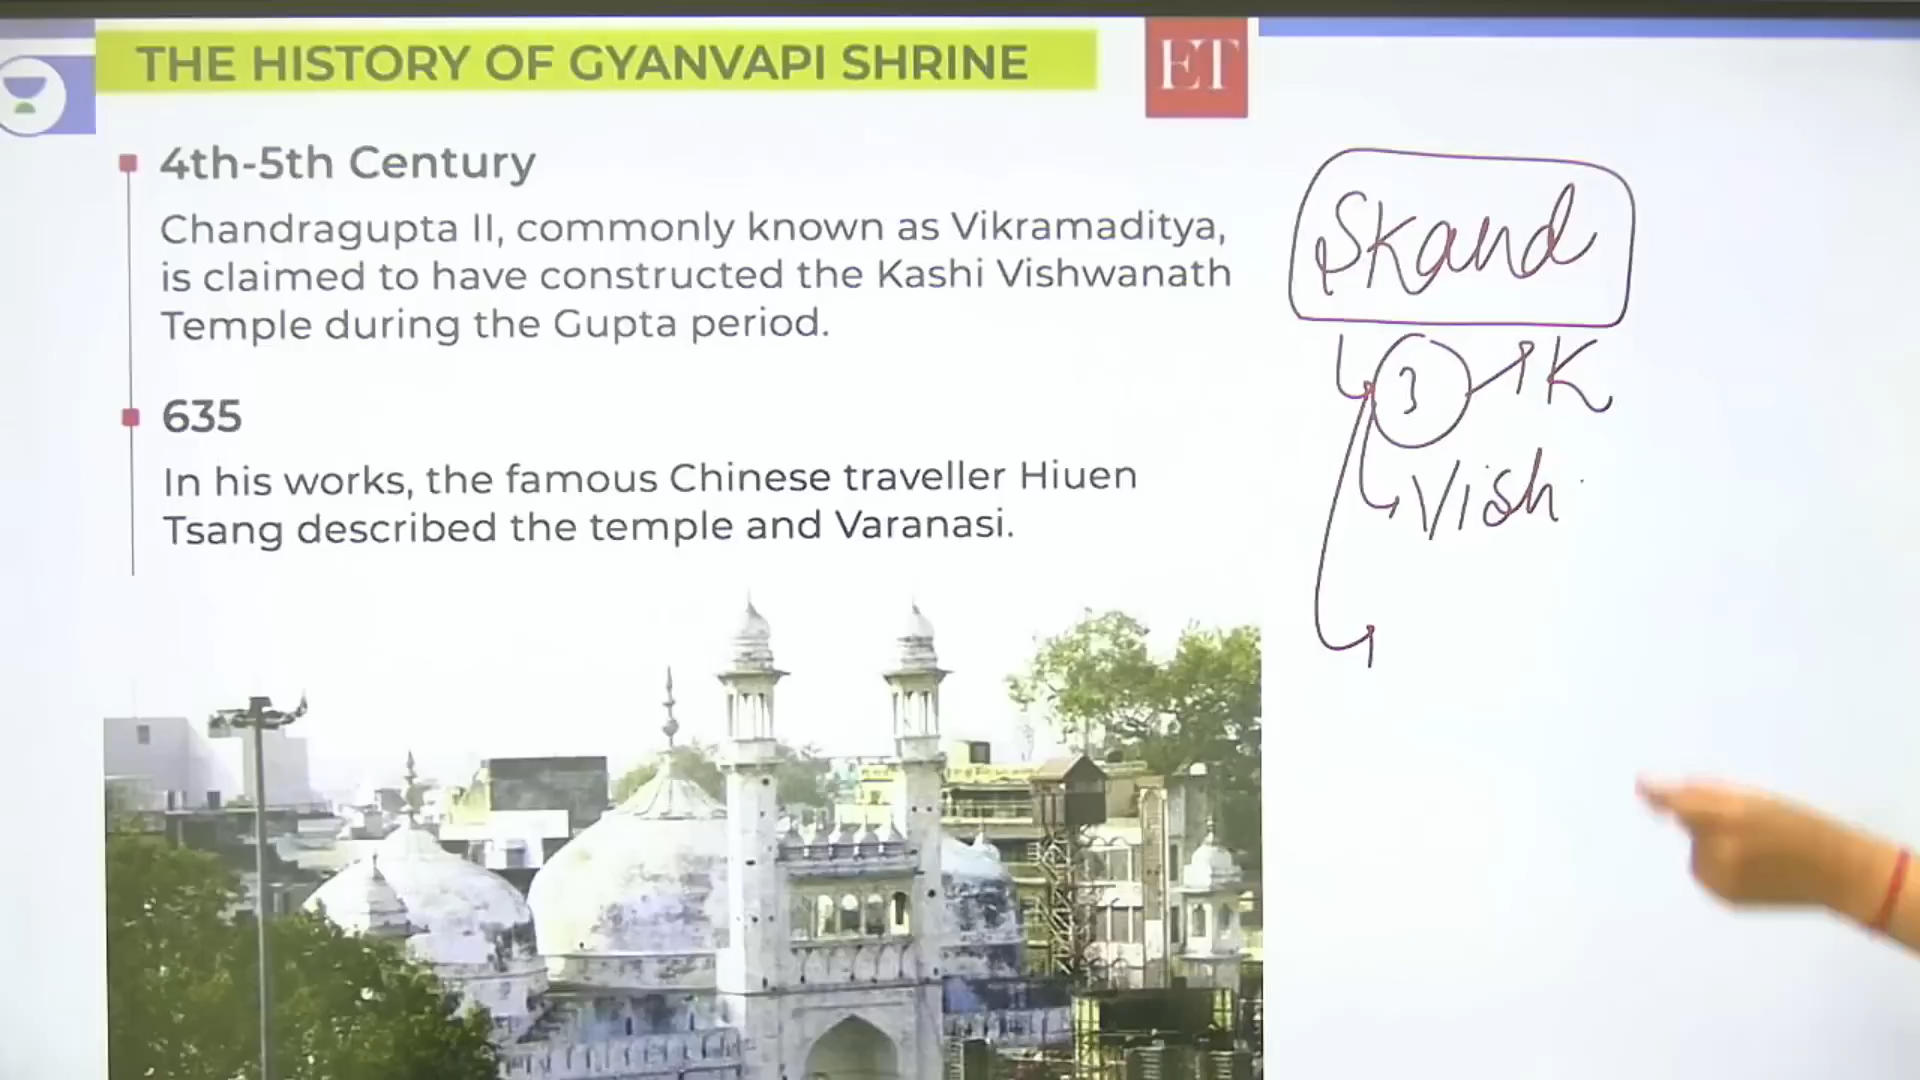 THE HISTORY OF GYANVAPI SHRINE
ET
4th-5th Century
Chandragupta II, commonly known as Vikramaditya,
is claimed to have constructed the Kashi Vishwanath
Temple during the Gupta period.
635
In his works, the famous Chinese traveller Hiuen
Tsang described the temple and Varanasi.
Skand
3
K
Vish